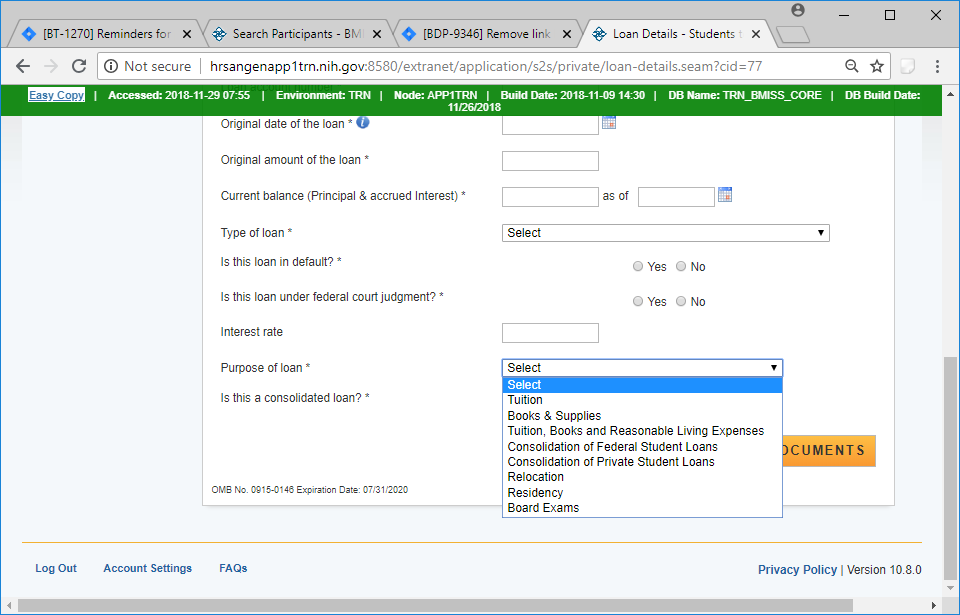 [BT-1270] Reminders for
Search Participants - BMI
[BDP-9346] Remove link
Loan Details - Students t
Not secure
hrsangenapp1trn.nih.gov:8580/extranet/application/s2s/private/loan-details.seam?cid=77
Easy Copy | Accessed: 2018-11-29 07:55 | Environment: TRN | Node: APP1TRN | Build Date: 2018-11-09 14:30 | DB Name: TRN_BMISS_CORE | DB Build Date:
11/26/2018
Original date of the loan *
Original amount of the loan *
Current balance (Principal & accrued Interest) * as of
Type of loan * Select
Is this loan in default? * Yes No
Is this loan under federal court judgment? * Yes No
Interest rate
Purpose of loan * Select
Select
Is this a consolidated loan? *
Tuition
Books & Supplies
Tuition, Books and Reasonable Living Expenses
Consolidation of Federal Student Loans
Consolidation of Private Student Loans
Relocation
Residency
Board Exams
OCUMENTS
OMB No. 0915-0146 Expiration Date: 07/31/2020
Log Out Account Settings FAQs
Privacy Policy | Version 10.8.0